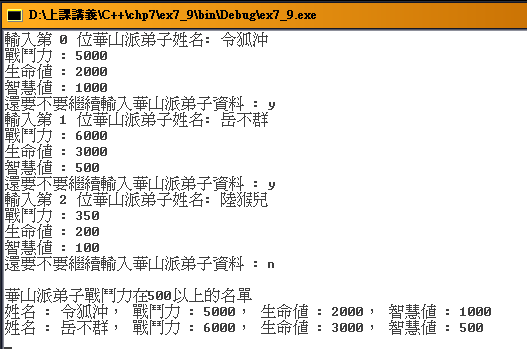 D:\上課講義\C++\chp7\ex7_9\bin\Debug\ex7_9.exe
輸入第 0 位華山派弟子姓名: 令狐沖
戰鬥力 : 5000
生命值 : 2000
智慧值 : 1000
還要不要繼續輸入華山派弟子資料 : y
輸入第 1 位華山派弟子姓名: 岳不群
戰鬥力 : 6000
生命值 : 3000
智慧值 : 500
還要不要繼續輸入華山派弟子資料 : y
輸入第 2 位華山派弟子姓名: 陸猴兒
戰鬥力 : 350
生命值 : 200
智慧值 : 100
還要不要繼續輸入華山派弟子資料 : n
華山派弟子戰鬥力在500以上的名單
姓名 : 令狐沖, 戰鬥力 : 5000, 生命值 : 2000, 智慧值 : 1000
姓名 : 岳不群, 戰鬥力 : 6000, 生命值 : 3000, 智慧值 : 500